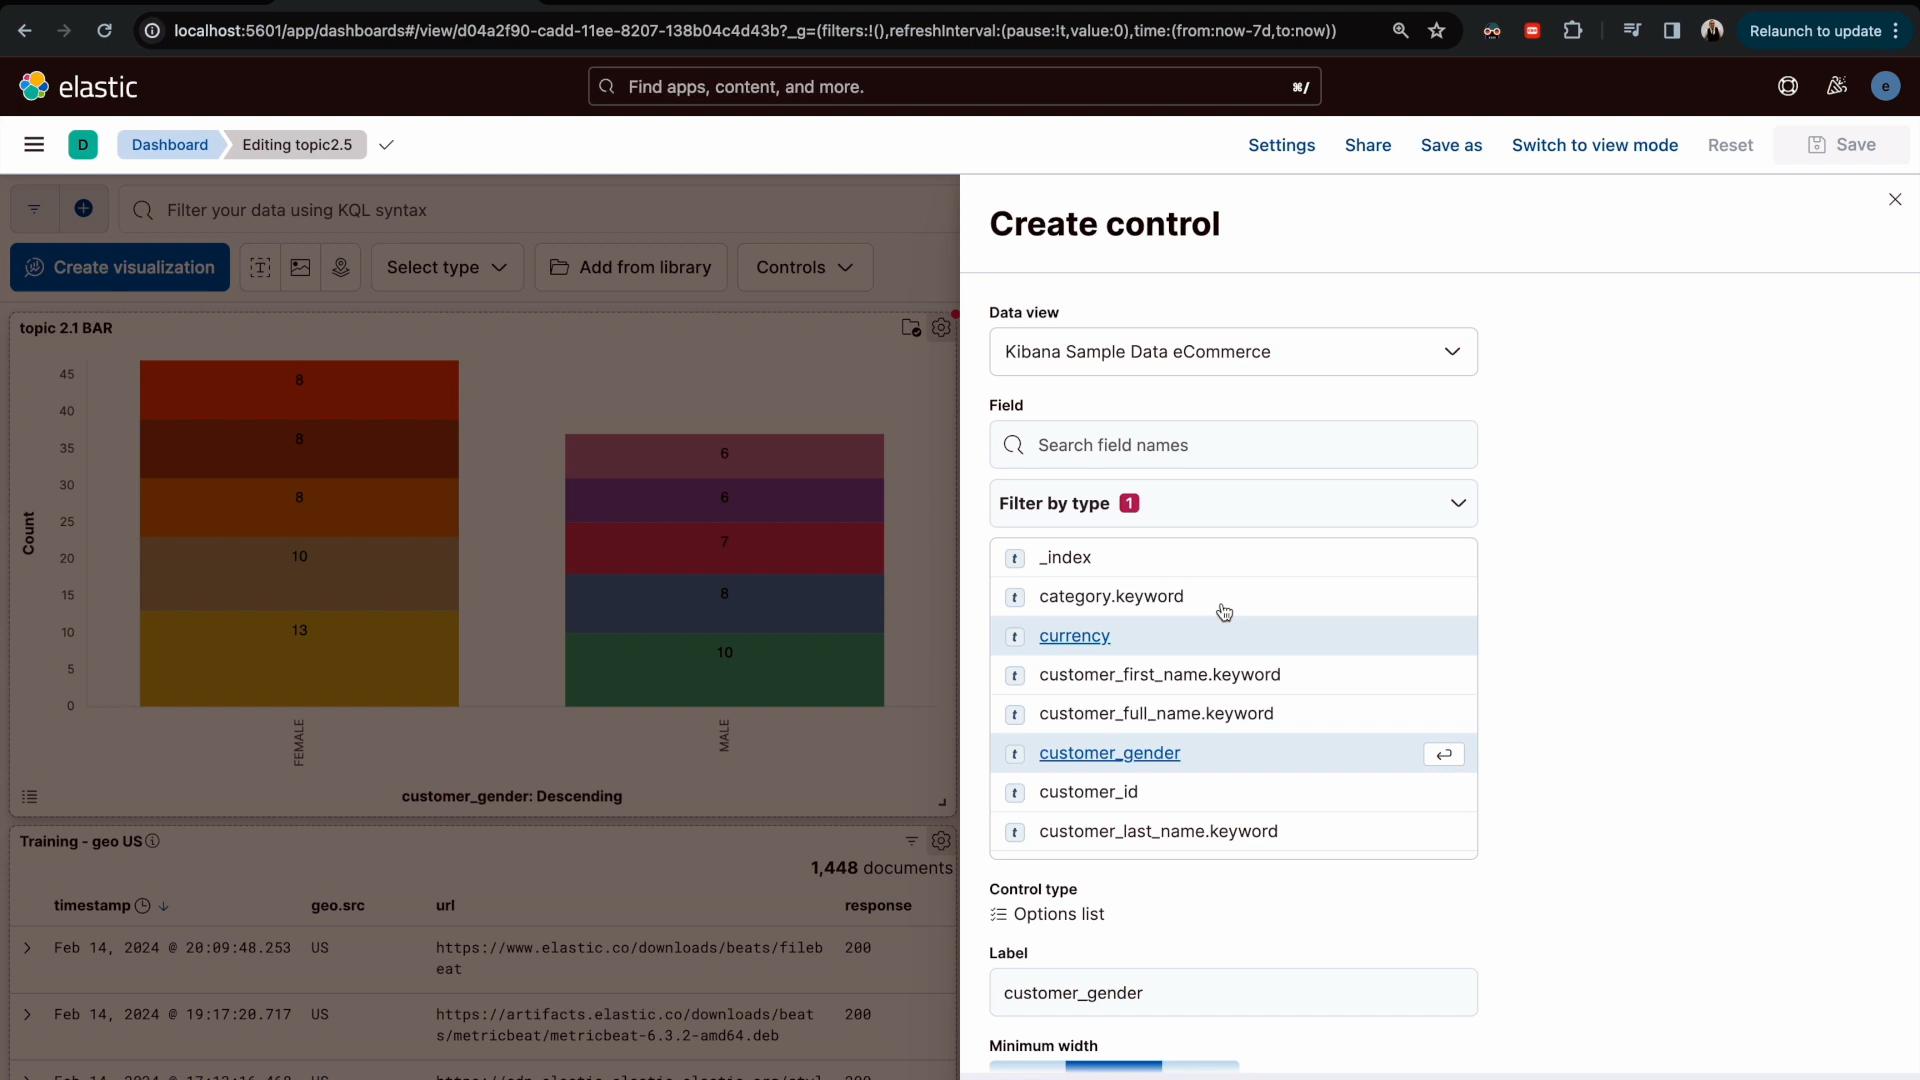 localhost:5601/app/dashboards#/view/d04a2f90-cadd-11ee-8207-138b04c4d43b?_g=(filters:!(),refreshInterval:(pause:!t,value:0),time:(from:now-7d,to:now))
Relaunch to update
elastic
Find apps, content, and more.
⌘/
e
D
Dashboard
Editing topic2.5
Settings
Share
Save as
Switch to view mode
Reset
Save
Filter your data using KQL syntax
Create visualization
Select type
Add from library
Controls
topic 2.1 BAR
45
40
35
30
25
20
15
10
5
0
Count
8
8
8
10
13
6
6
7
8
10
FEMALE
MALE
customer_gender: Descending
Training - geo US
1,448 documents
timestamp
geo.src
url
response
Feb 14, 2024 @ 20:09:48.253
US
https://www.elastic.co/downloads/beats/fileb
eat
200
Feb 14, 2024 @ 19:17:20.717
US
https://artifacts.elastic.co/downloads/beat
s/metricbeat/metricbeat-6.3.2-amd64.deb
200
Create control
Data view
Kibana Sample Data eCommerce
Field
Search field names
Filter by type 1
t _index
t category.keyword
t currency
t customer_first_name.keyword
t customer_full_name.keyword
t customer_gender
t customer_id
t customer_last_name.keyword
Control type
Options list
Label
customer_gender
Minimum width